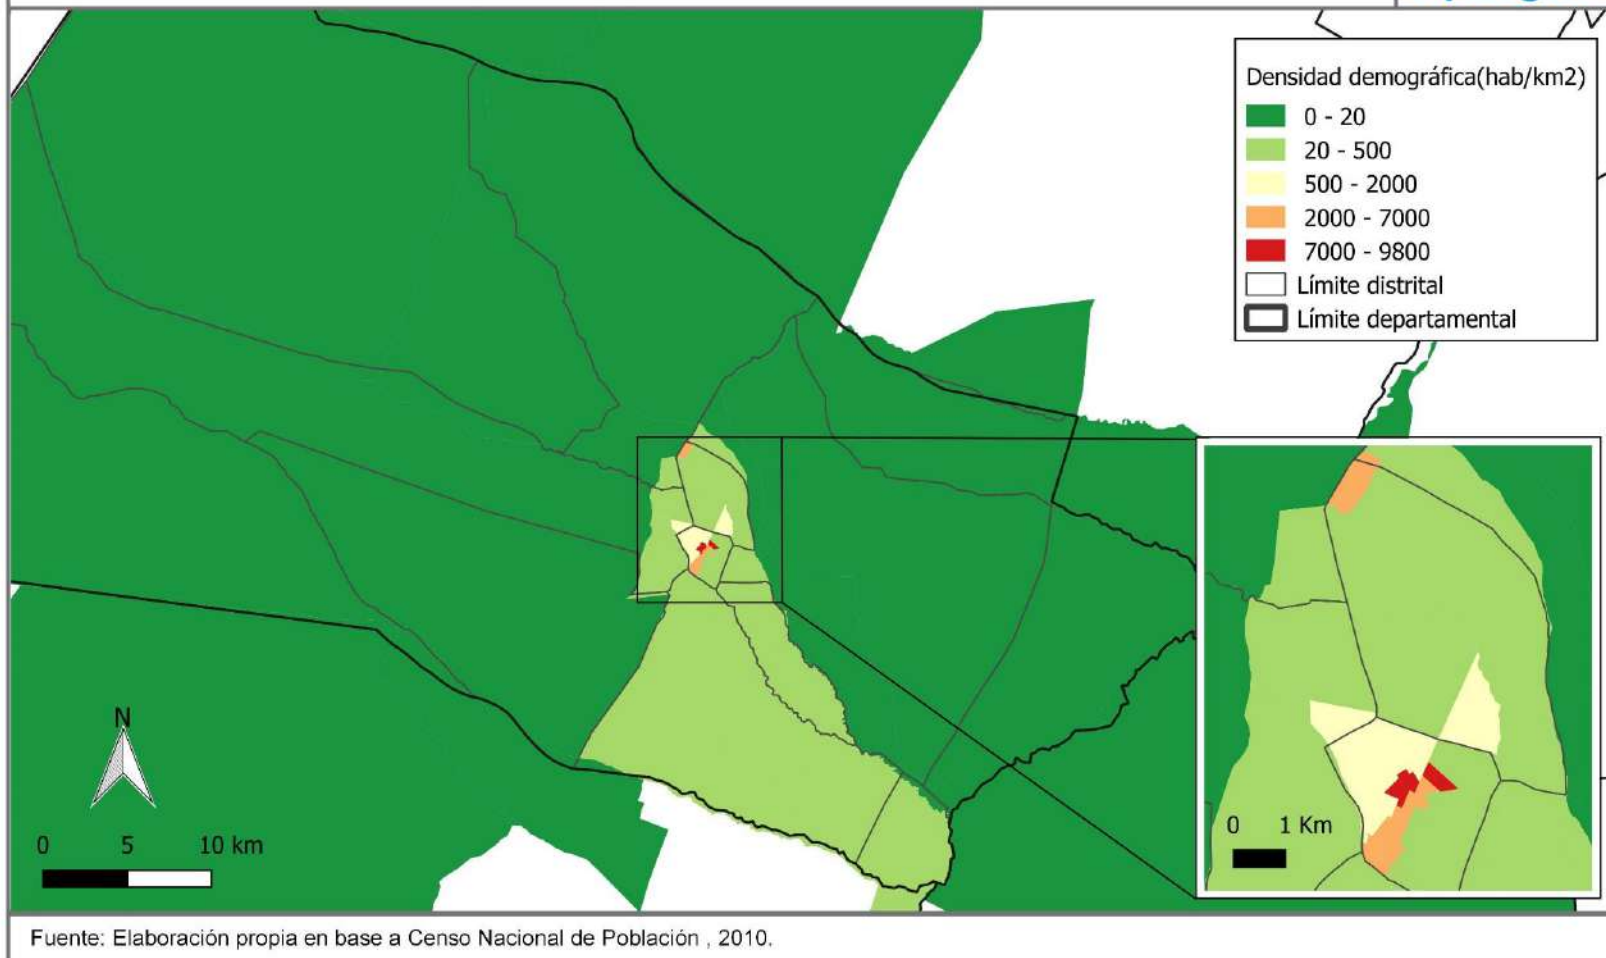 Densidad demográfica(hab/km2)
0 - 20
20 - 500
500 - 2000
2000 - 7000
7000 - 9800
Límite distrital
Límite departamental
N
0 5 10 km
0 1 Km
Fuente: Elaboración propia en base a Censo Nacional de Población , 2010.